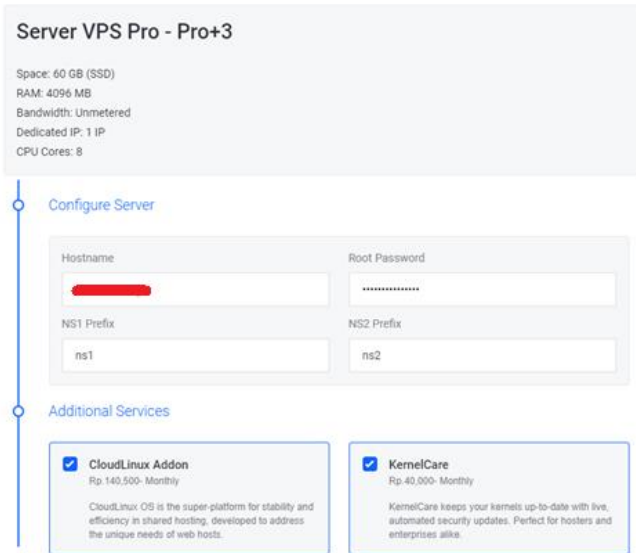 Server VPS Pro - Pro+3
Space: 60 GB (SSD)
RAM: 4096 MB
Bandwidth: Unmetered
Dedicated IP: 1 IP
CPU Cores: 8
Configure Server
Hostname
Root Password
NS1 Prefix
NS2 Prefix
ns1
ns2
Additional Services
CloudLinux Addon
Rp.140,500- Monthly
CloudLinux OS is the super-platform for stability and
efficiency in shared hosting, developed to address
the unique needs of web hosts.
KernelCare
Rp.40,000- Monthly
KernelCare keeps your kernels up-to-date with live,
automated security updates. Perfect for hosters and
enterprises alike.